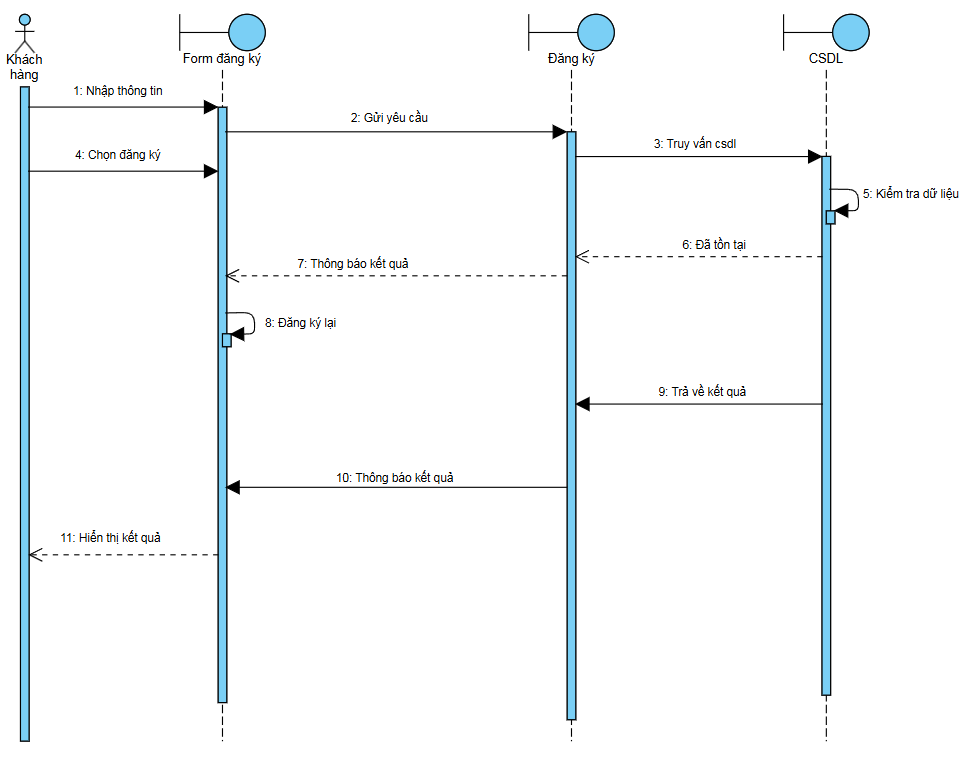 Khách
hàng
Form đăng ký
Đăng ký
CSDL
1: Nhập thông tin
2: Gửi yêu cầu
3: Truy vấn csdl
4: Chọn đăng ký
5: Kiểm tra dữ liệu
6: Đã tồn tại
7: Thông báo kết quả
8: Đăng ký lại
9: Trả về kết quả
10: Thông báo kết quả
11: Hiển thị kết quả